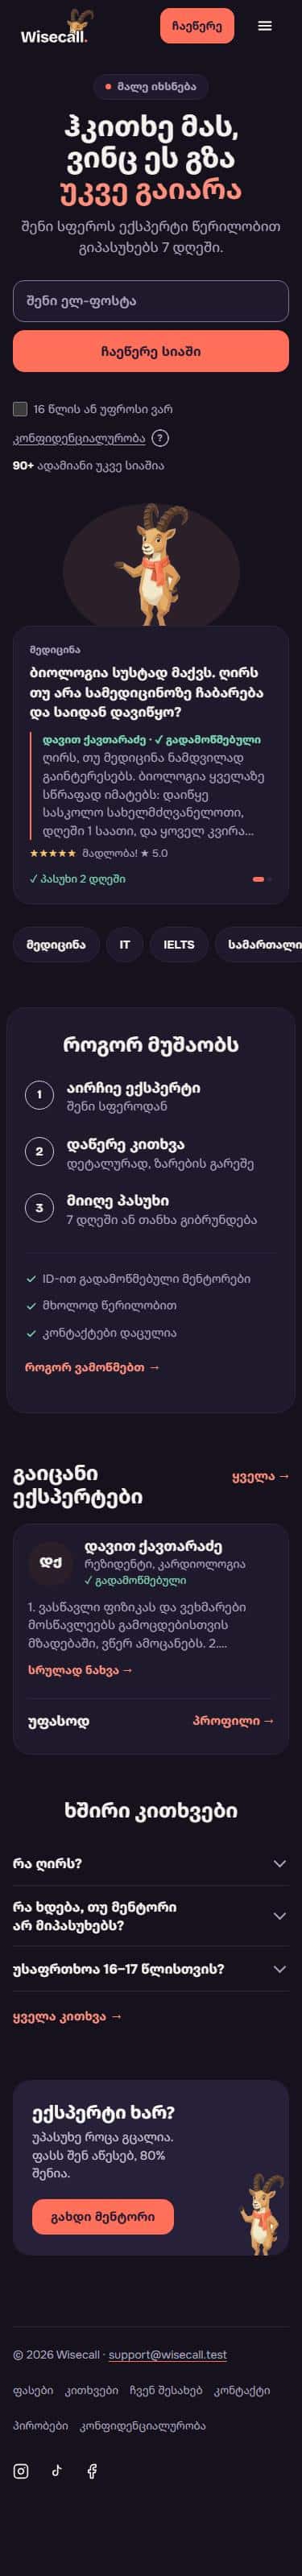 Wisecall.
ჩაეწერე
მალე იხსნება
ჰკითხე მას,
ვინც ეს გზა
უკვე გაიარა
შენი სფეროს ექსპერტი წერილობით
გიპასუხებს 7 დღეში.
შენი ელ-ფოსტა
ჩაეწერე სიაში
16 წლის ან უფროსი ვარ
კონფიდენციალურობა ?
90+ ადამიანი უკვე სიაშია
მედიცინა
ბიოლოგია სუსტად მაქვს. ღირს
თუ არა სამედიცინოზე ჩაბარება
და საიდან დავიწყო?
დავით ქავთარაძე · ✓ გადამოწმებული
ღირს, თუ მედიცინა ნამდვილად
გაინტერესებს. ბიოლოგია ყველაზე
სწრაფად იმატებს: დაიწყე
სასკოლო სახელმძღვანელოთი,
დღეში 1 საათი, და ყოველ კვირა...
★★★★★ მადლობა! ★ 5.0
✓ პასუხი 2 დღეში
მედიცინა IT IELTS სამართალი
როგორ მუშაობს
1 აირჩიე ექსპერტი
შენი სფეროდან
2 დაწერე კითხვა
დეტალურად, ზარების გარეშე
3 მიიღე პასუხი
7 დღეში ან თანხა გიბრუნდება
✓ ID-ით გადამოწმებული მენტორები
✓ მხოლოდ წერილობით
✓ კონტაქტები დაცულია
როგორ ვამოწმებთ →
გაიცანი
ექსპერტები
ყველა →
დქ
დავით ქავთარაძე
რეზიდენტი, კარდიოლოგია
✓ გადამოწმებული
1. ვასწავლი ფიზიკას და ვეხმარები
მოსწავლეებს გამოცდებისთვის
მზადებაში, ვწერ ამოცანებს. 2....
სრულად ნახვა →
უფასოდ
პროფილი →
ხშირი კითხვები
რა ღირს?
რა ხდება, თუ მენტორი
არ მიპასუხებს?
უსაფრთხოა 16–17 წლისთვის?
ყველა კითხვა →
ექსპერტი ხარ?
უპასუხე როცა გცალია.
ფასს შენ აწესებ, 80%
შენია.
გახდი მენტორი
© 2026 Wisecall · support@wisecall.test
ფასები კითხვები ჩვენ შესახებ კონტაქტი
პირობები კონფიდენციალურობა